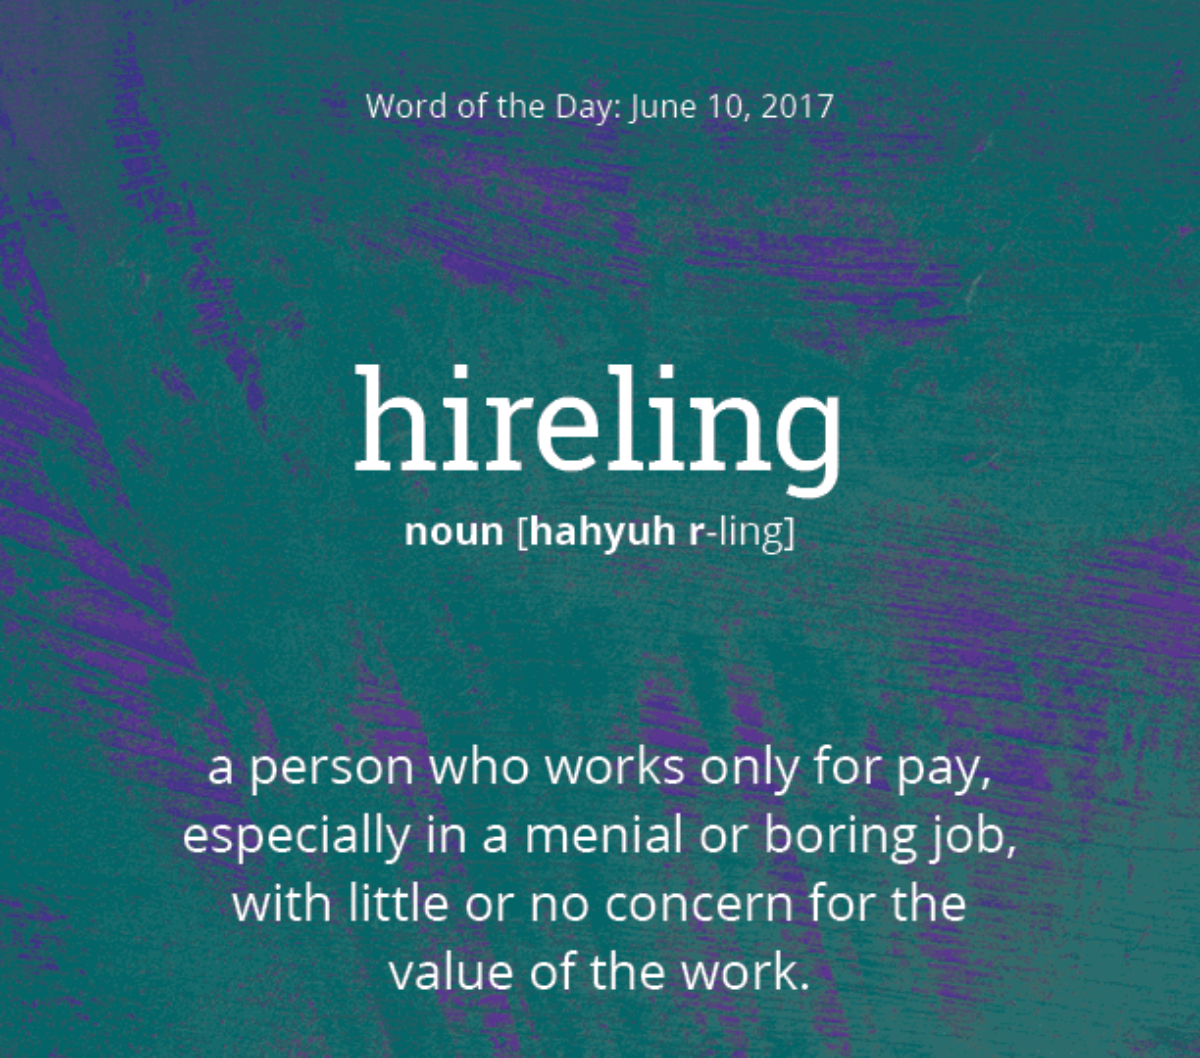 Word of the Day: June 10, 2017
hireling
noun [hahyuh r-ling]
a person who works only for pay,
especially in a menial or boring job,
with little or no concern for the
value of the work.